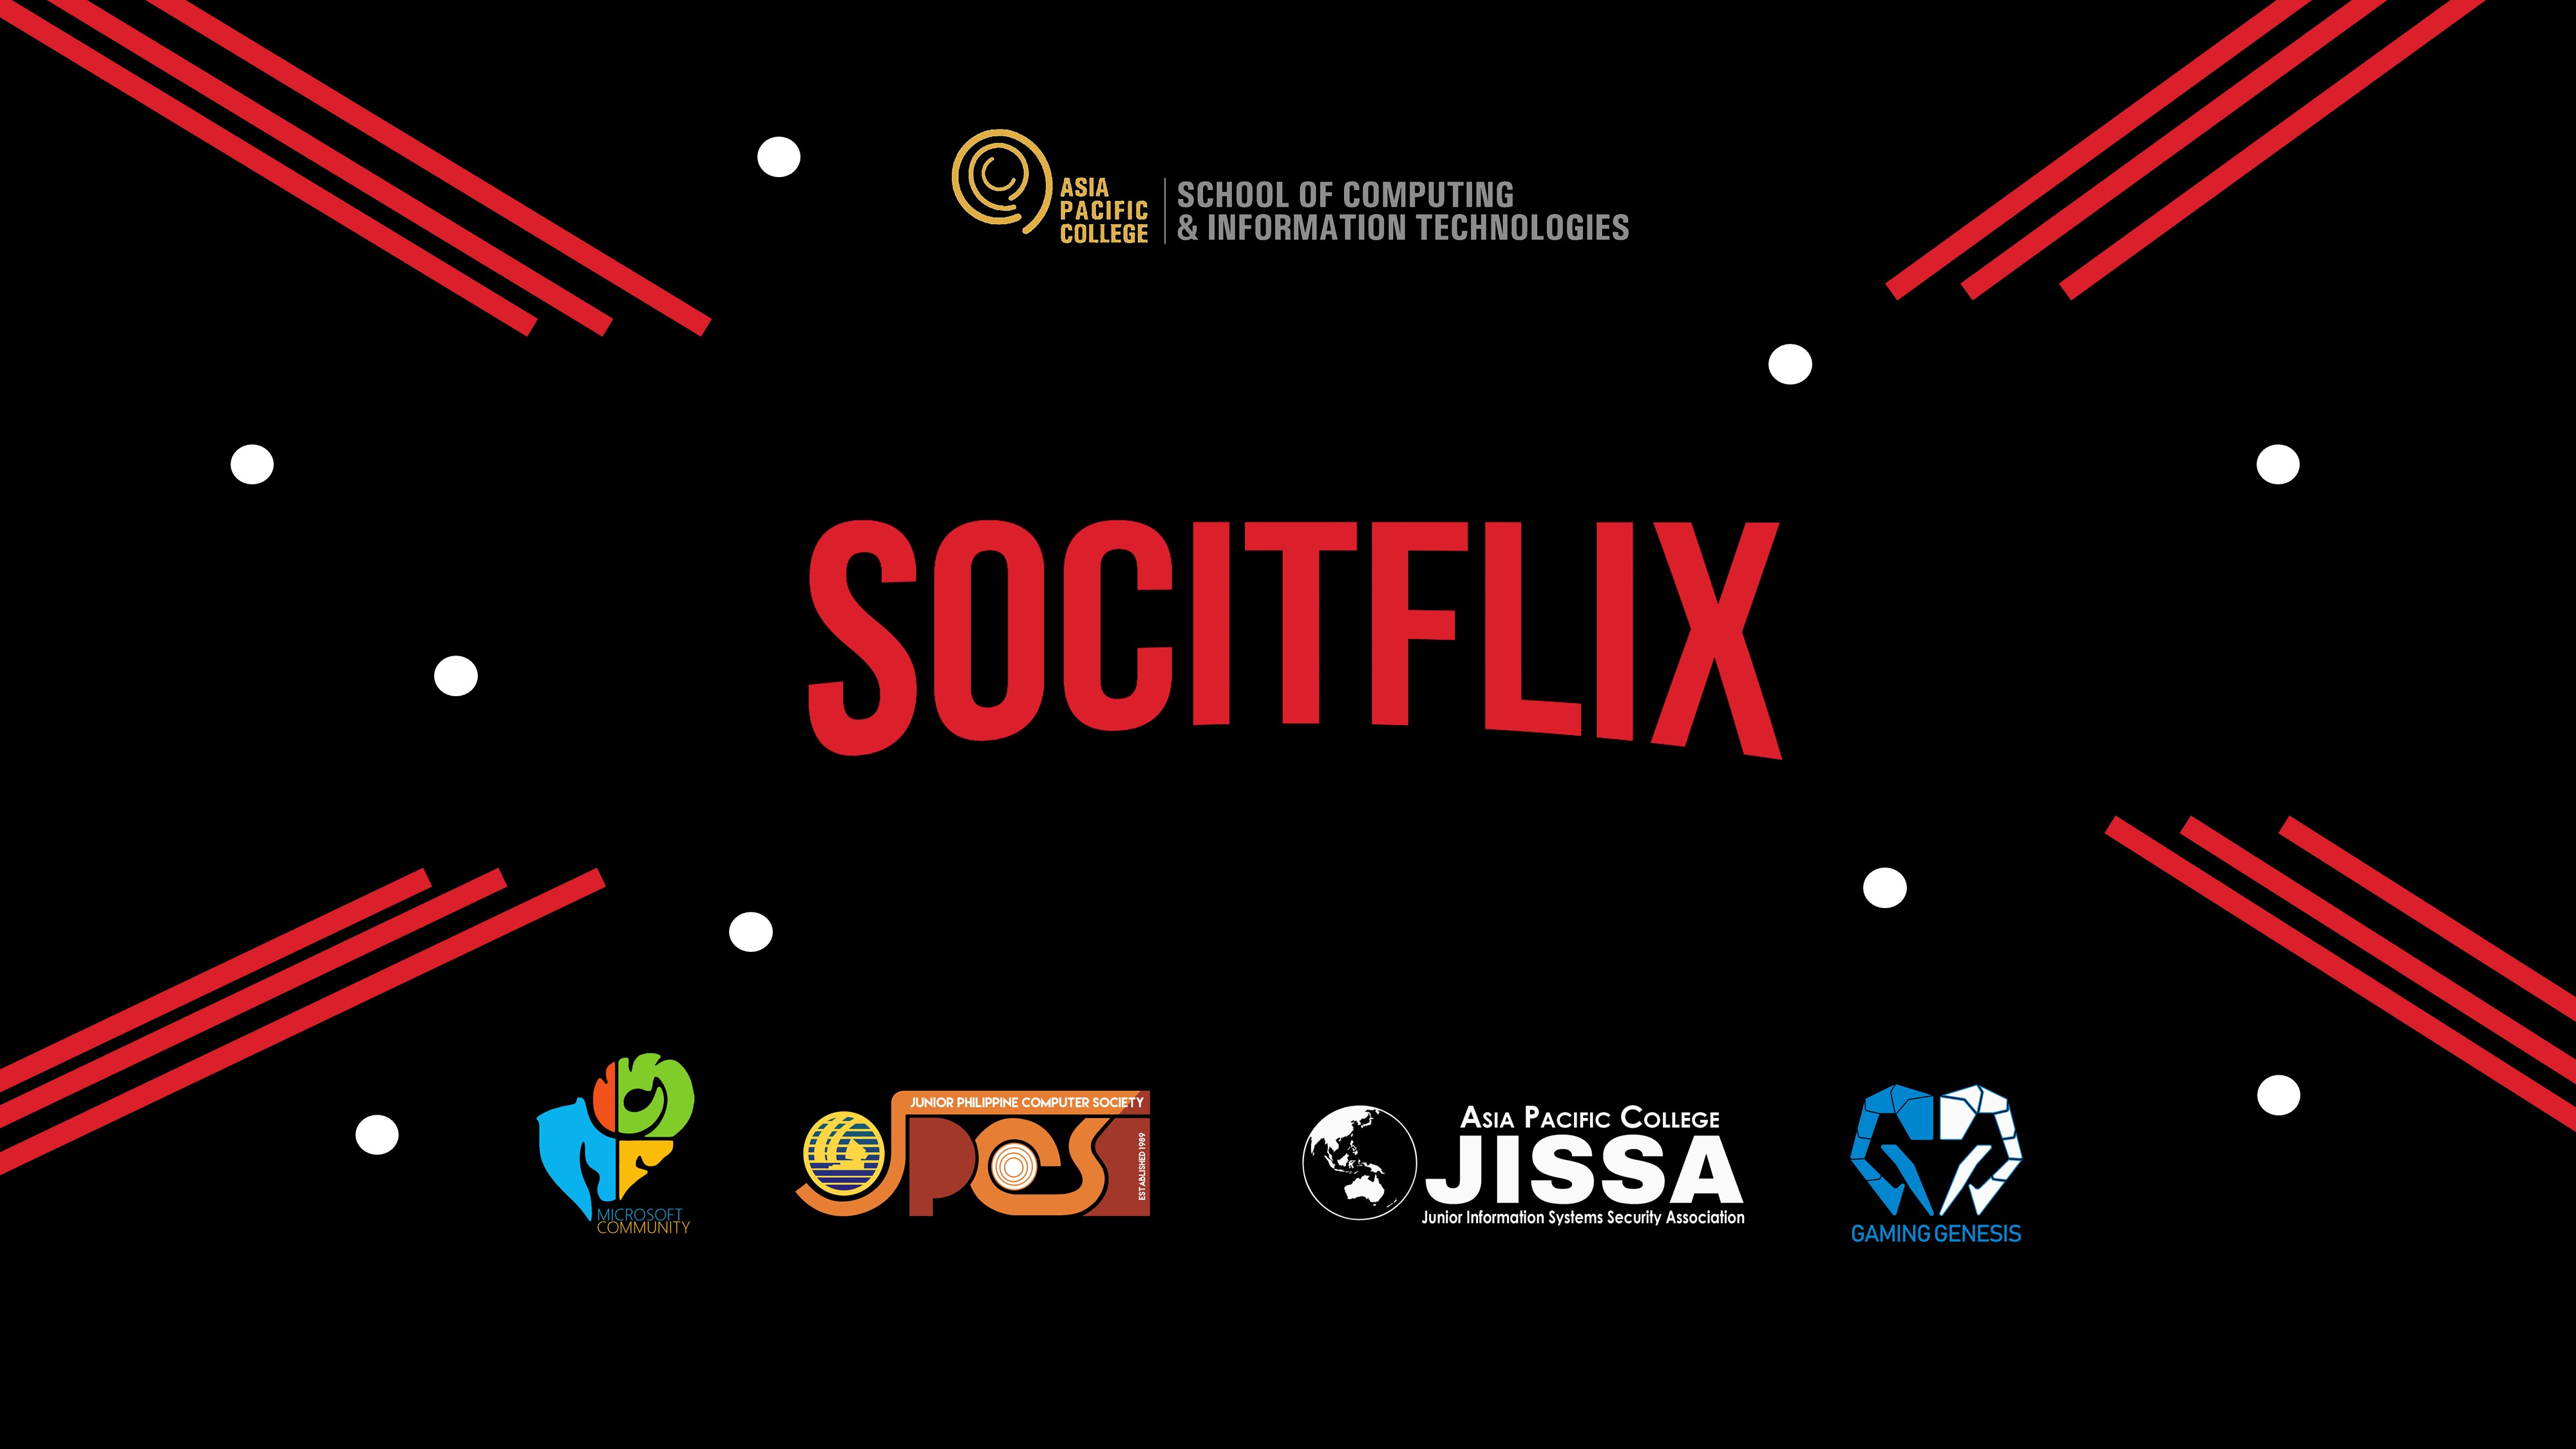 ASIA
PACIFIC
COLLEGE
SCHOOL OF COMPUTING
& INFORMATION TECHNOLOGIES
SOCITFLIX
MICROSOFT
COMMUNITY
JUNIOR PHILIPPINE COMPUTER SOCIETY
JPCS
ESTABLISHED 1989
ASIA PACIFIC COLLEGE
JISSA
Junior Information Systems Security Association
GAMING GENESIS